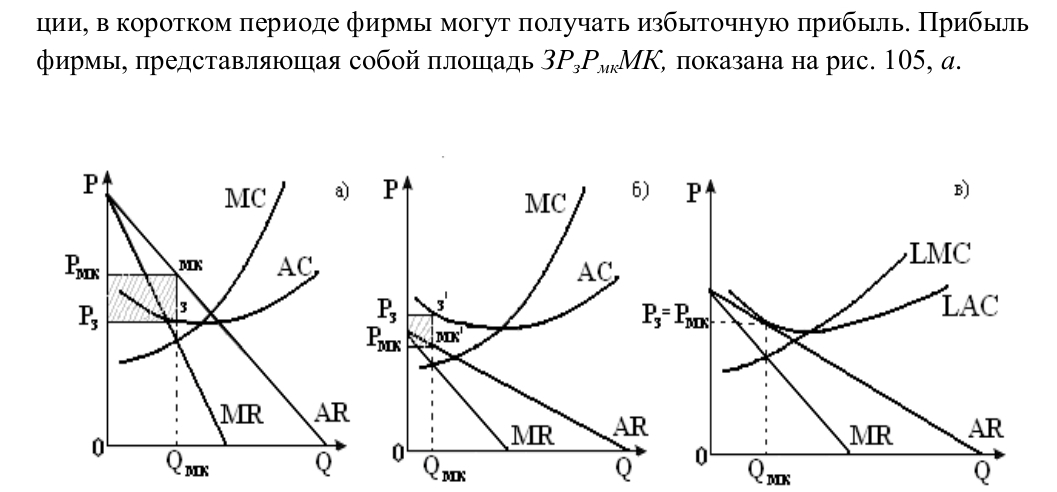 ции, в коротком периоде фирмы могут получать избыточную прибыль. Прибыль
фирмы, представляющая собой площадь ЗРзРмкМК, показана на рис. 105, а.
P
MC
а)
Pмк
мк
AC
Pз
з
MR
AR
0
Qмк
Q
P
MC
б)
AC
Pз
з'
Pмк
мк'
MR
AR
0
Qмк
Q
P
в)
LMC
Pз=Pмк
LAC
MR
AR
0
Qмк
Q